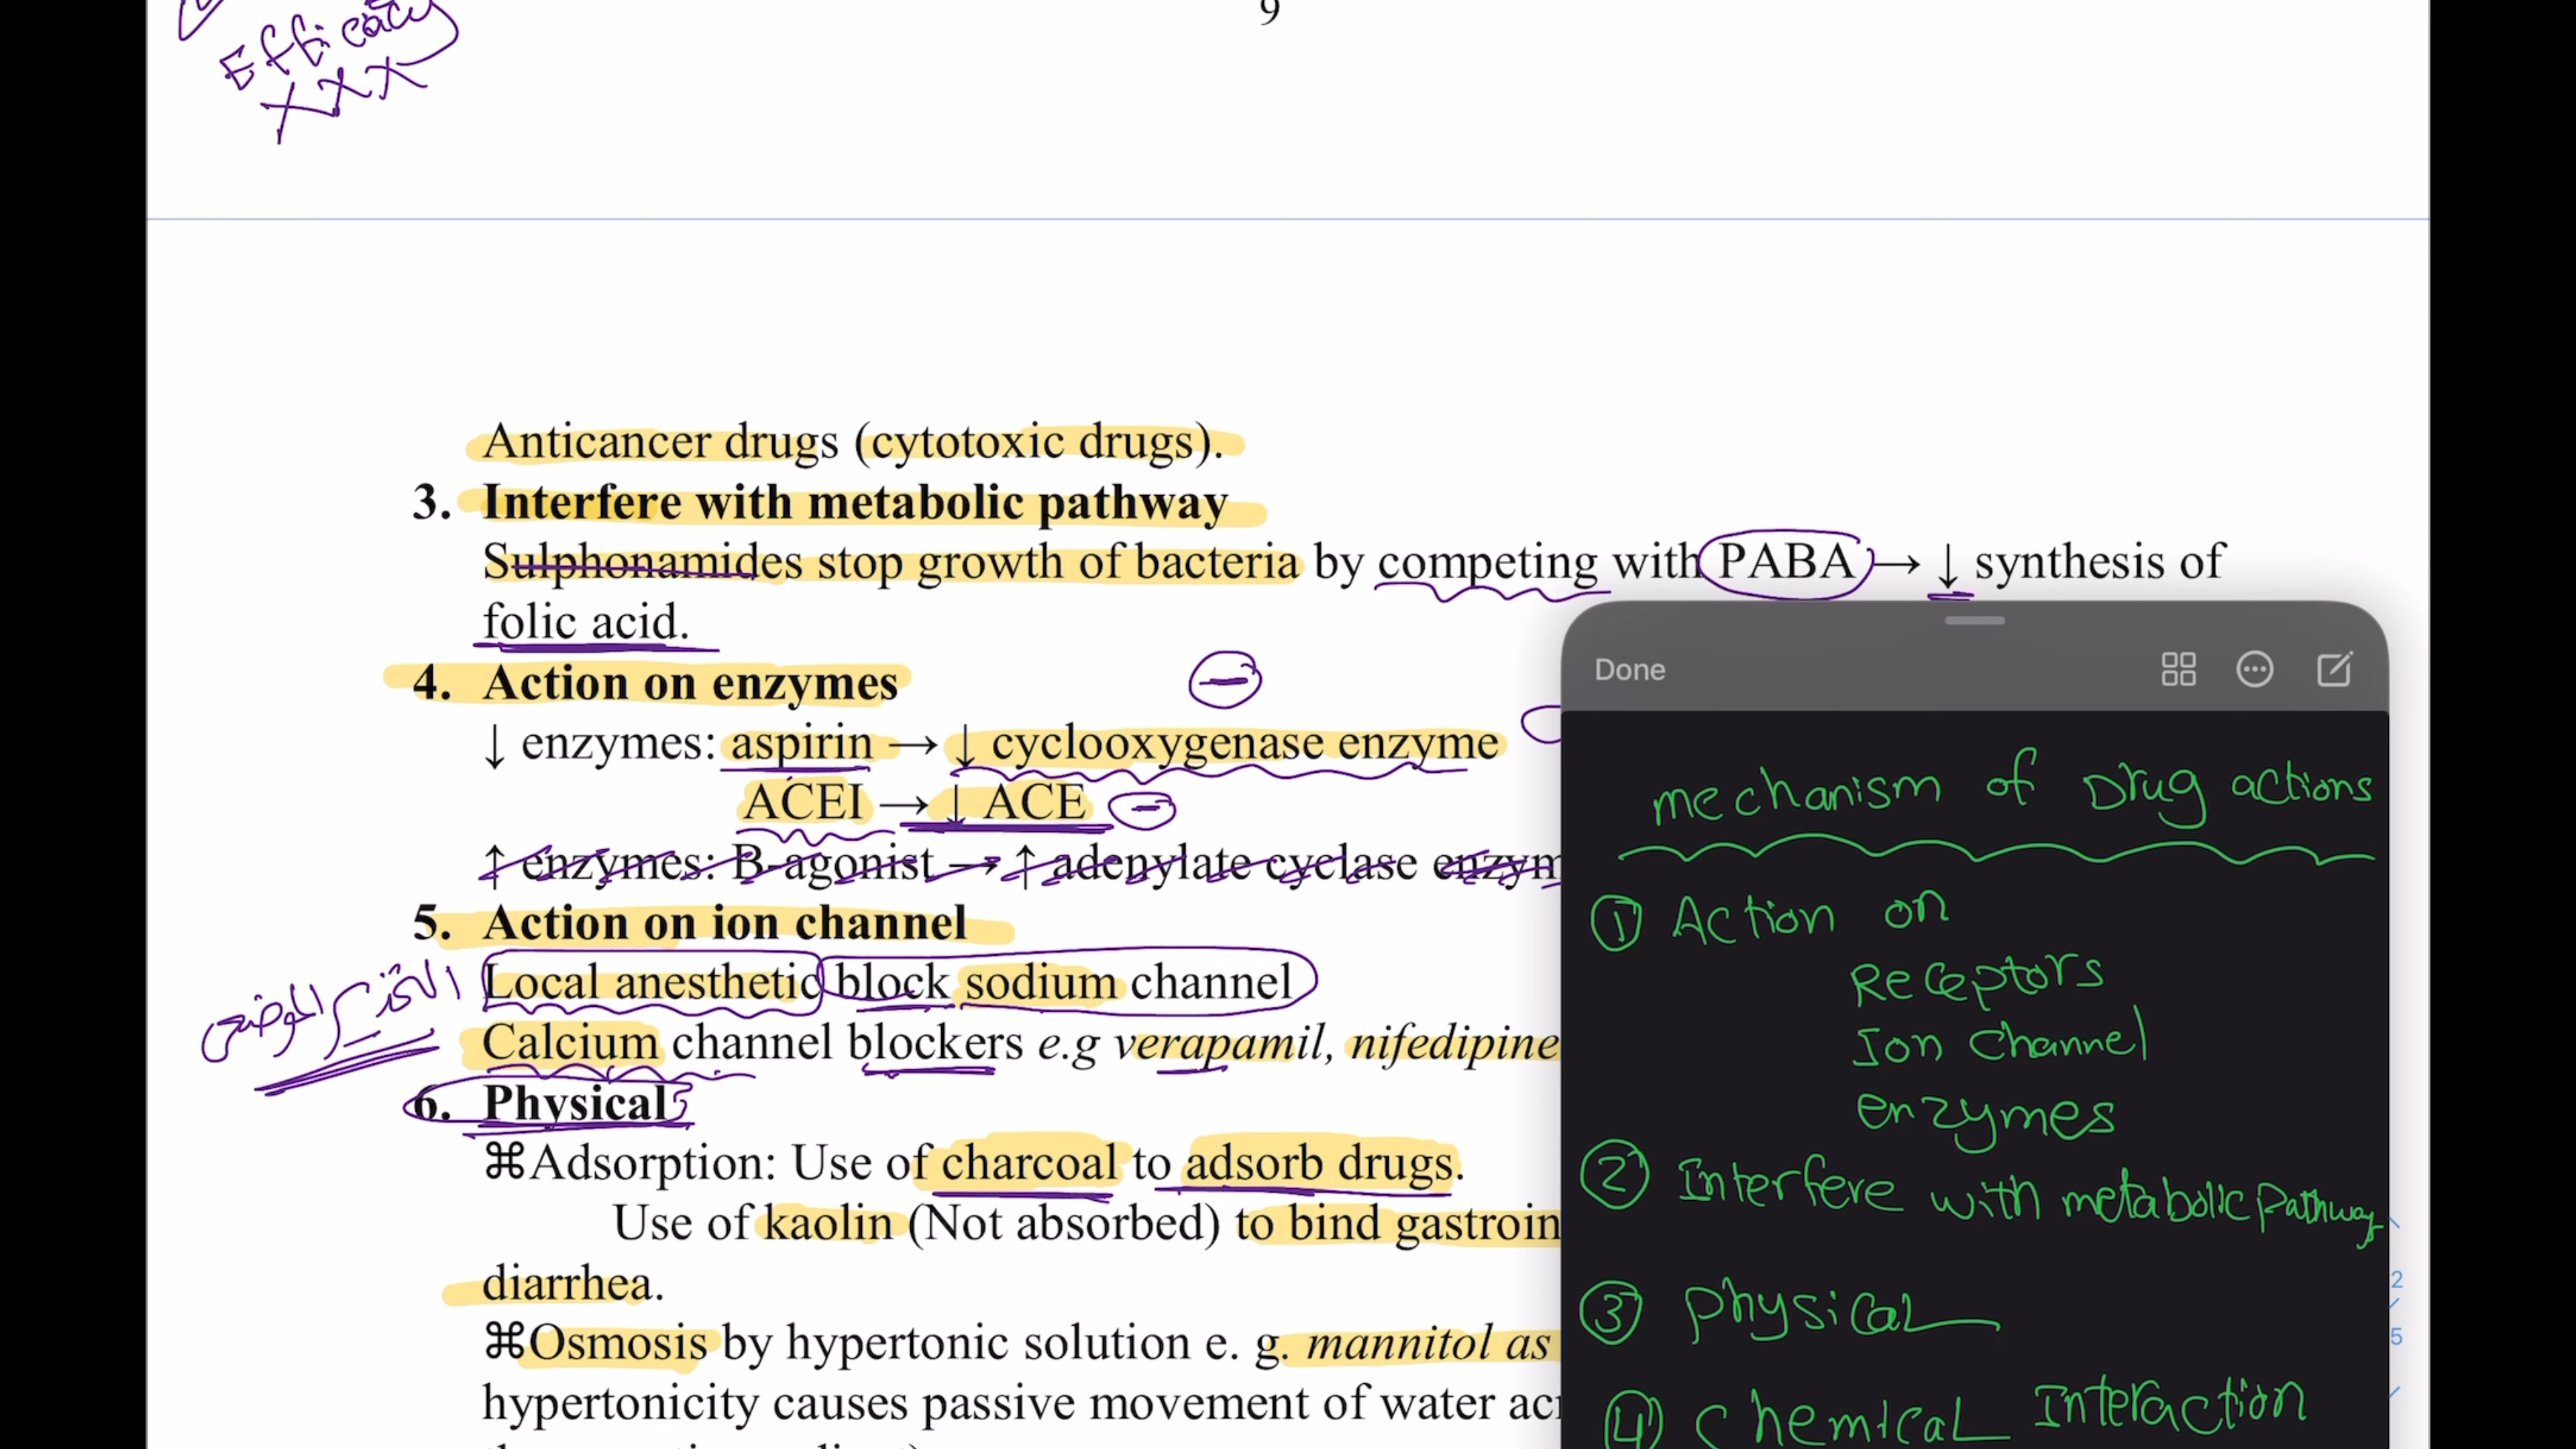 Efficacy
XXX
9
Anticancer drugs (cytotoxic drugs).
3. Interfere with metabolic pathway
Sulphonamides stop growth of bacteria by competing with PABA → ↓ synthesis of
folic acid.
4. Action on enzymes
↓ enzymes: aspirin → ↓ cyclooxygenase enzyme
ACEI → ↓ ACE
↑ enzymes: B-agonist → ↑ adenylate cyclase enzym
5. Action on ion channel
Local anesthetic block sodium channel
Calcium channel blockers e.g verapamil, nifedipine
6. Physical
⌘Adsorption: Use of charcoal to adsorb drugs.
Use of kaolin (Not absorbed) to bind gastroin
diarrhea.
⌘Osmosis by hypertonic solution e. g. mannitol as
hypertonicity causes passive movement of water acr
Done
mechanism of Drug actions
① Action on
Receptors
Ion Channel
enzymes
② Interfere with metabolic pathway
③ physical
④ chemical Interaction
2
5